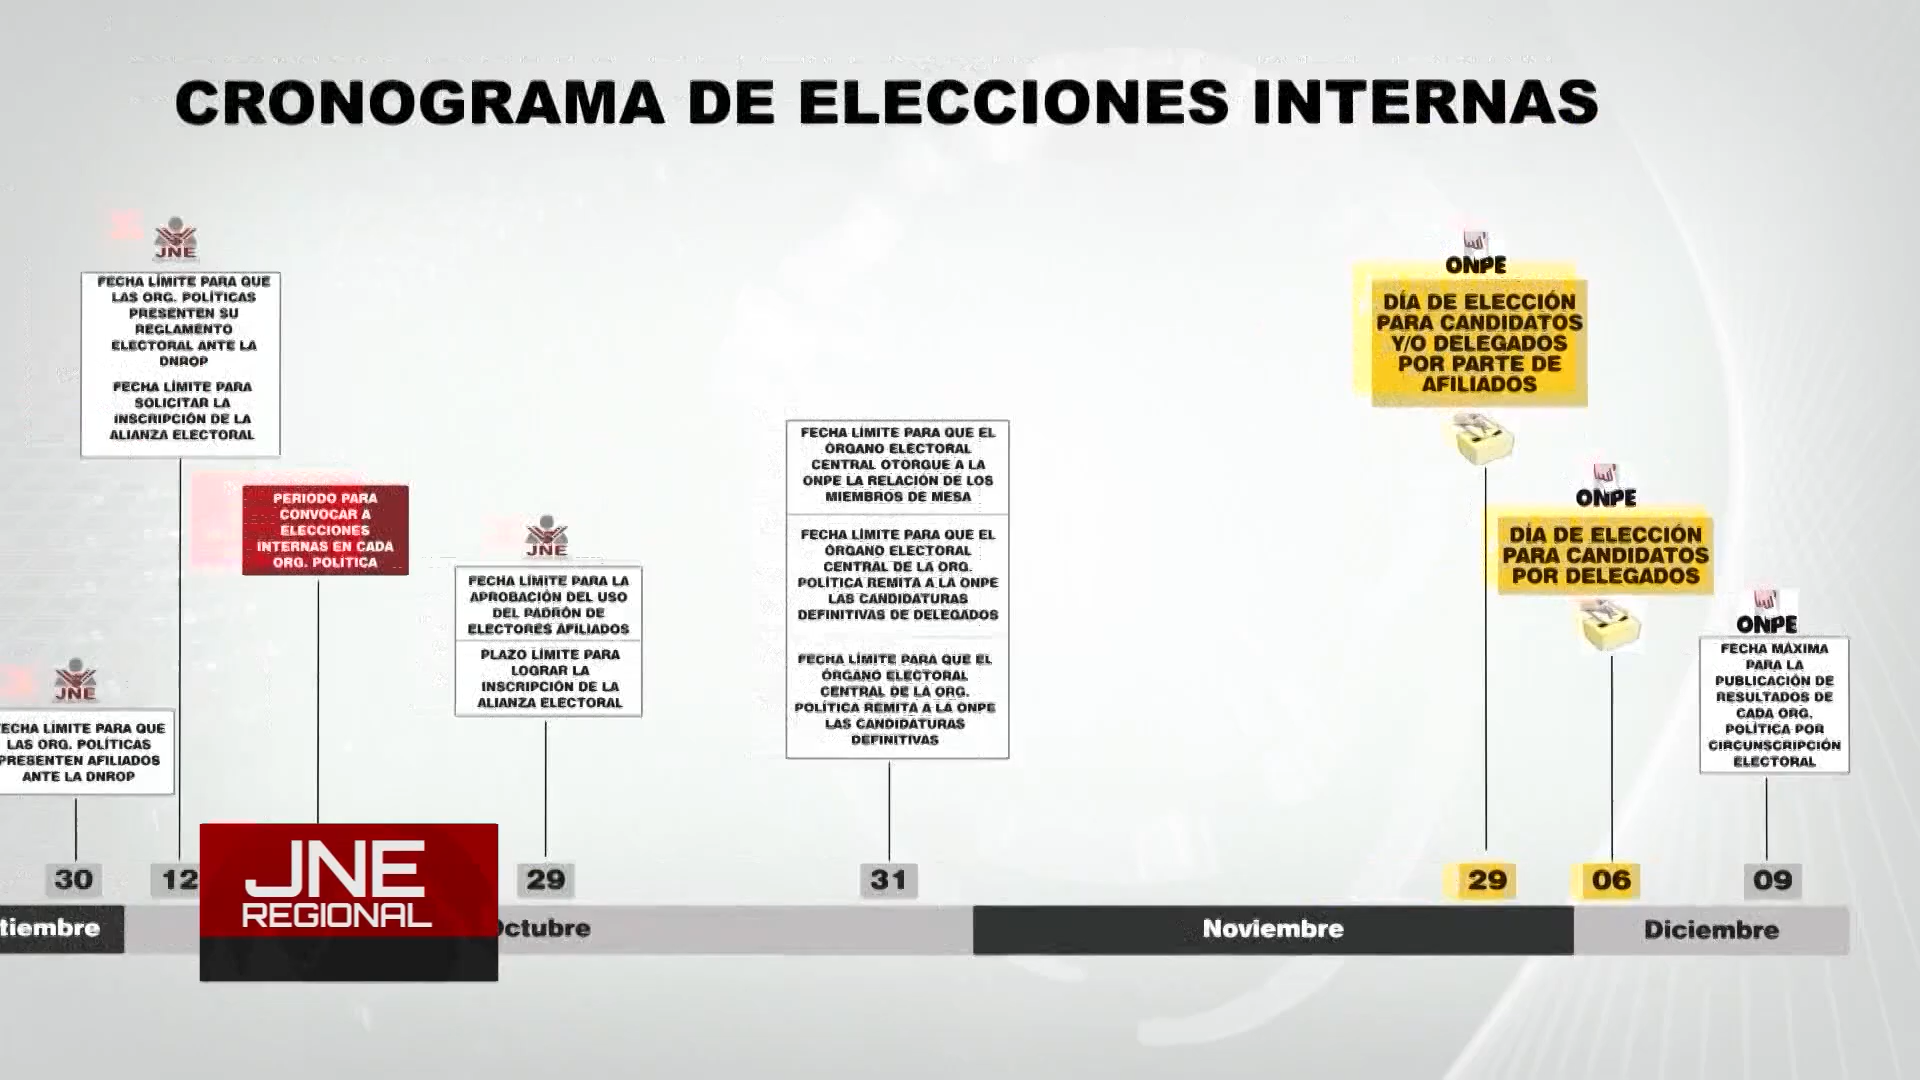 CRONOGRAMA DE ELECCIONES INTERNAS
JNE
FECHA LÍMITE PARA QUE
LAS ORG. POLÍTICAS
PRESENTEN SU
REGLAMENTO
ELECTORAL ANTE LA
DNROP
FECHA LÍMITE PARA
SOLICITAR LA
INSCRIPCIÓN DE LA
ALIANZA ELECTORAL
PERIODO PARA
CONVOCAR A
ELECCIONES
INTERNAS EN CADA
ORG. POLÍTICA
JNE
ECHA LÍMITE PARA QUE
LAS ORG. POLÍTICAS
PRESENTEN AFILIADOS
ANTE LA DNROP
JNE
FECHA LÍMITE PARA LA
APROBACIÓN DEL USO
DEL PADRÓN DE
ELECTORES AFILIADOS
PLAZO LÍMITE PARA
LOGRAR LA
INSCRIPCIÓN DE LA
ALIANZA ELECTORAL
FECHA LÍMITE PARA QUE EL
ÓRGANO ELECTORAL
CENTRAL OTORGUE A LA
ONPE LA RELACIÓN DE LOS
MIEMBROS DE MESA
FECHA LÍMITE PARA QUE EL
ÓRGANO ELECTORAL
CENTRAL DE LA ORG.
POLÍTICA REMITA A LA ONPE
LAS CANDIDATURAS
DEFINITIVAS DE DELEGADOS
FECHA LÍMITE PARA QUE EL
ÓRGANO ELECTORAL
CENTRAL DE LA ORG.
POLÍTICA REMITA A LA ONPE
LAS CANDIDATURAS
DEFINITIVAS
ONPE
DÍA DE ELECCIÓN
PARA CANDIDATOS
Y/O DELEGADOS
POR PARTE DE
AFILIADOS
ONPE
DÍA DE ELECCIÓN
PARA CANDIDATOS
POR DELEGADOS
ONPE
FECHA MÁXIMA
PARA LA
PUBLICACIÓN DE
RESULTADOS DE
CADA ORG.
POLÍTICA POR
CIRCUNSCRIPCIÓN
ELECTORAL
30 12 29 31 29 06 09
tiembre ctubre Noviembre Diciembre
JNE
REGIONAL